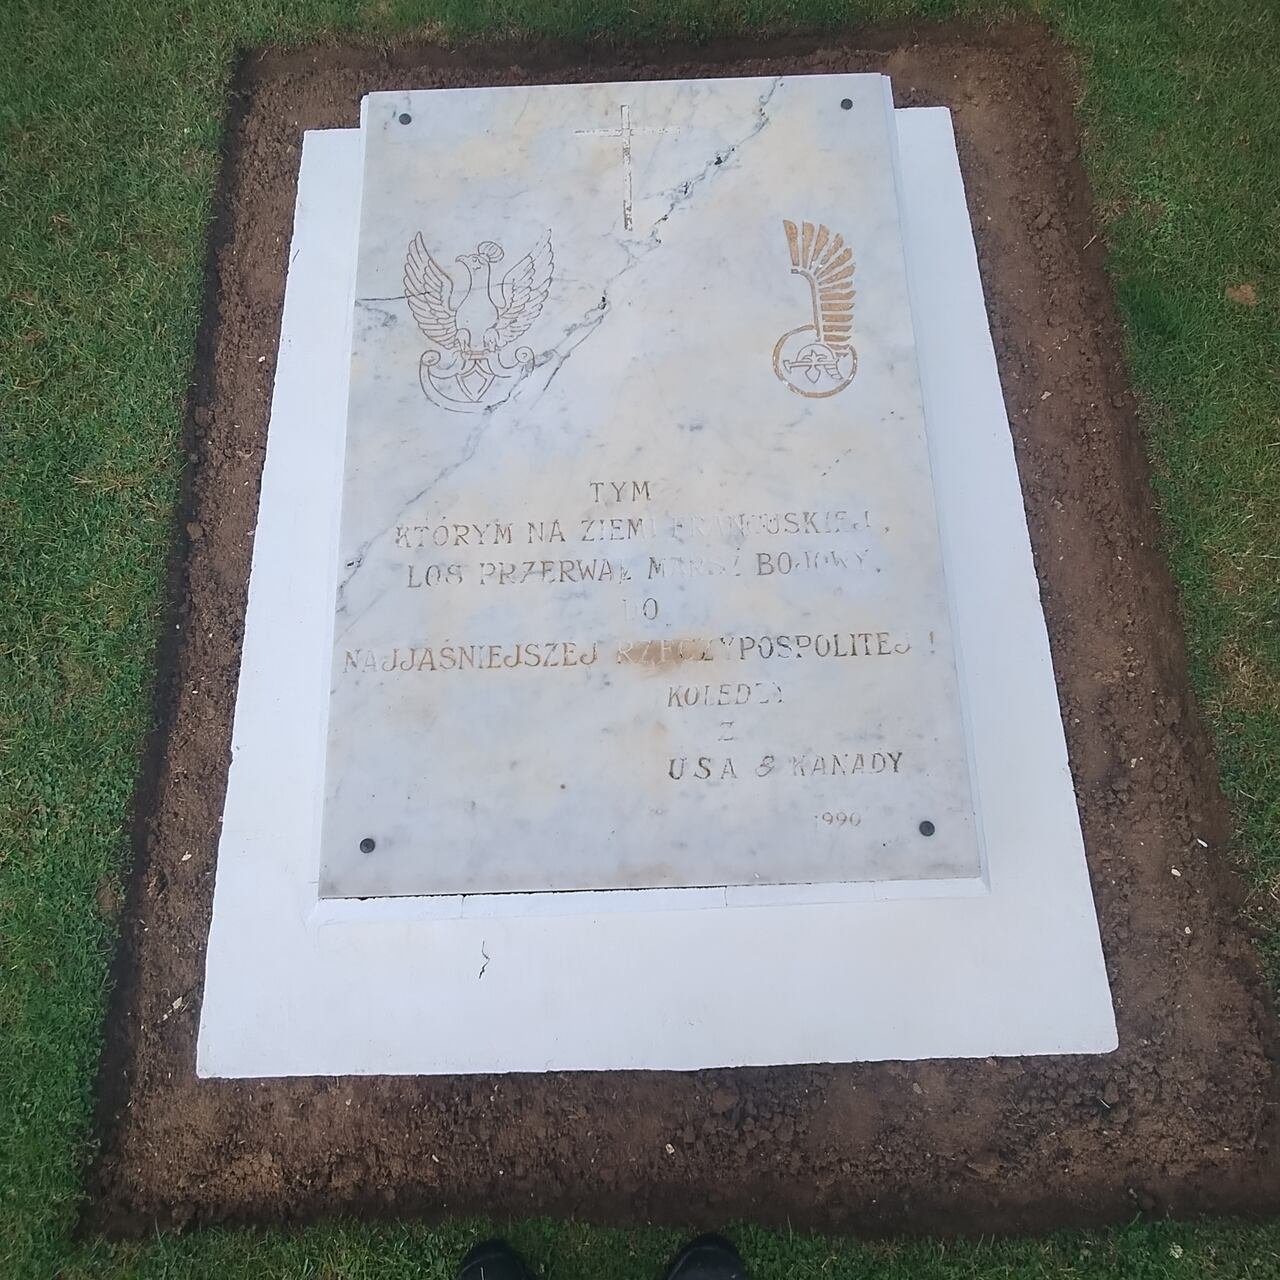 TYM
KTÓRYM NA ZIEMI FRANCUSKIEJ,
LOS PRZERWAŁ MARSZ BOJOWY,
DO
NAJJAŚNIEJSZEJ RZECZYPOSPOLITEJ !
KOLEDZY
Z
USA & KANADY
1990